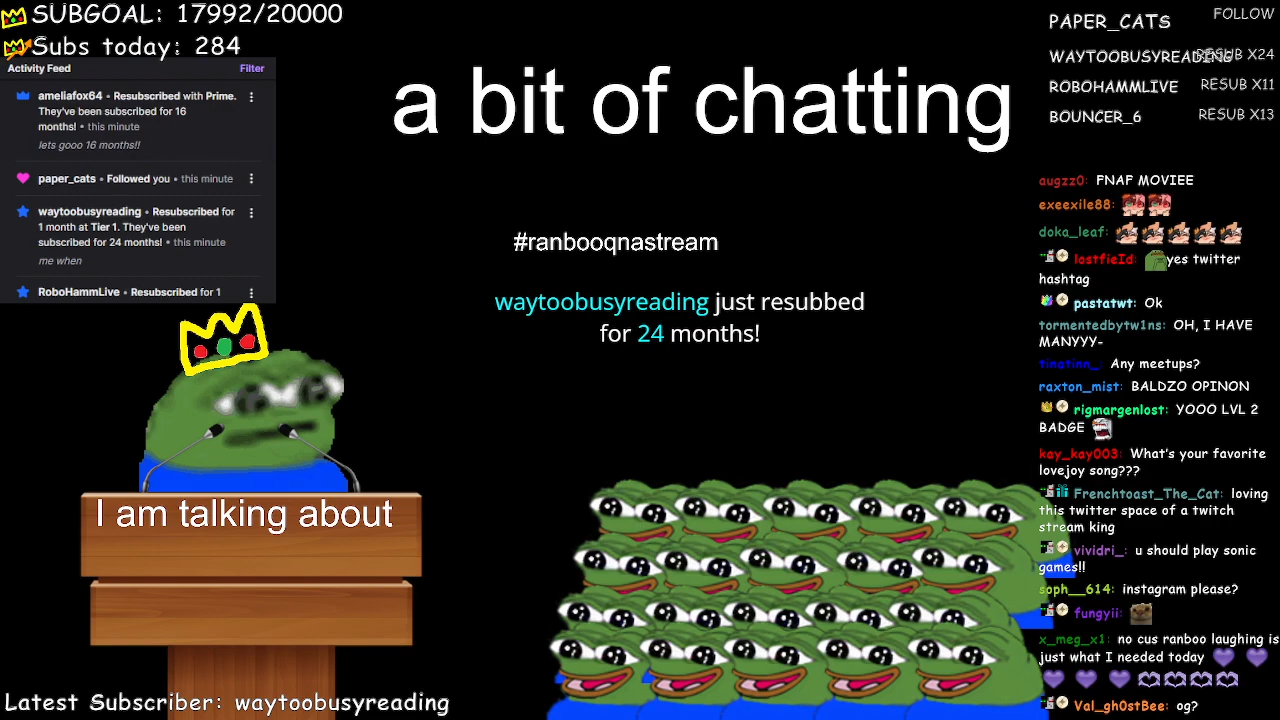 SUBGOAL: 17992/20000
Subs today: 284
Activity Feed
Filter
ameliafox64 • Resubscribed with Prime.
They've been subscribed for 16
months! • this minute
lets gooo 16 months!!
paper_cats • Followed you • this minute
waytoobusyreading • Resubscribed for
1 month at Tier 1. They've been
subscribed for 24 months! • this minute
me when
RoboHammLive • Resubscribed for 1
a bit of chatting
#ranbooqnastream
waytoobusyreading just resubbed
for 24 months!
I am talking about
Latest Subscriber: waytoobusyreading
PAPER_CATS FOLLOW
WAYTOOBUSYREADING RESUB X24
ROBOHAMMLIVE RESUB X11
BOUNCER_6 RESUB X13
augzz0: FNAP MOVIEE
exeexile88:
doka_leaf:
lostfieId: yes twitter
hashtag
pastatwt: Ok
tormentedbytw1ns: OH, I HAVE
MANYYY-
tinatinn_: Any meetups?
raxton_mist: BALDZO OPINON
rigmargenlost: YOOO LVL 2
BADGE
kay_kay003: What's your favorite
lovejoy song???
Frenchtoast_The_Cat: loving
this twitter space of a twitch
stream king
vividri_: u should play sonic
games!!
soph__614: instagram please?
fungyii:
x_meg_x1: no cus ranboo laughing is
just what I needed today
Val_gh0stBee: og?